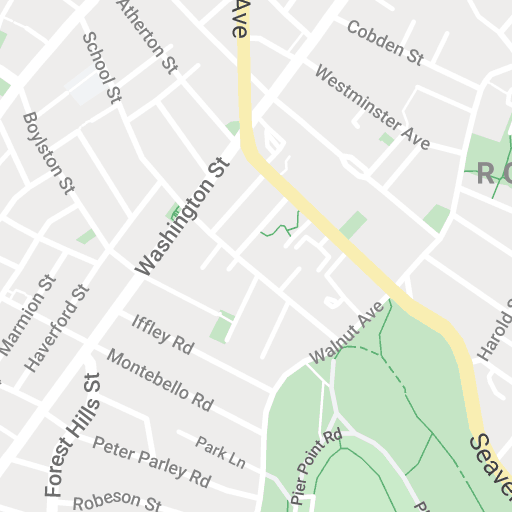 Ave
Atherton St
Cobden St
School St
Westminster Ave
Boylston St
R
Washington St
Marmion St
Haverford St
Iffley Rd
Walnut Ave
Harold
Montebello Rd
Forest Hills St
Park Ln
Peter Parley Rd
Pier Point Rd
Seaver
Robeson St